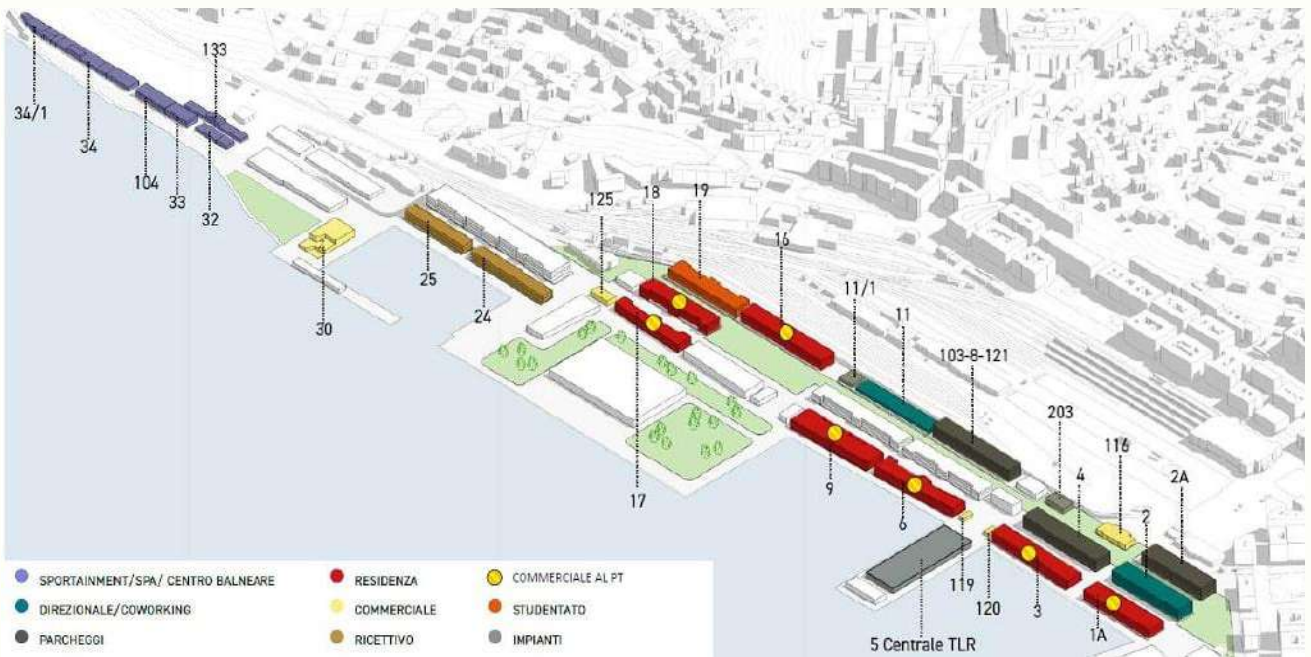 133
34/1
34
104
33
32
125
18
19
16
30
25
24
11/1
11
103-8-121
17
9
6
203
4
116
2
2A
119
120
3
1A
5 Centrale TLR
SPORTAINMENT/SPA/ CENTRO BALNEARE
RESIDENZA
COMMERCIALE AL PT
DIREZIONALE/COWORKING
COMMERCIALE
STUDENTATO
PARCHEGGI
RICETTIVO
IMPIANTI